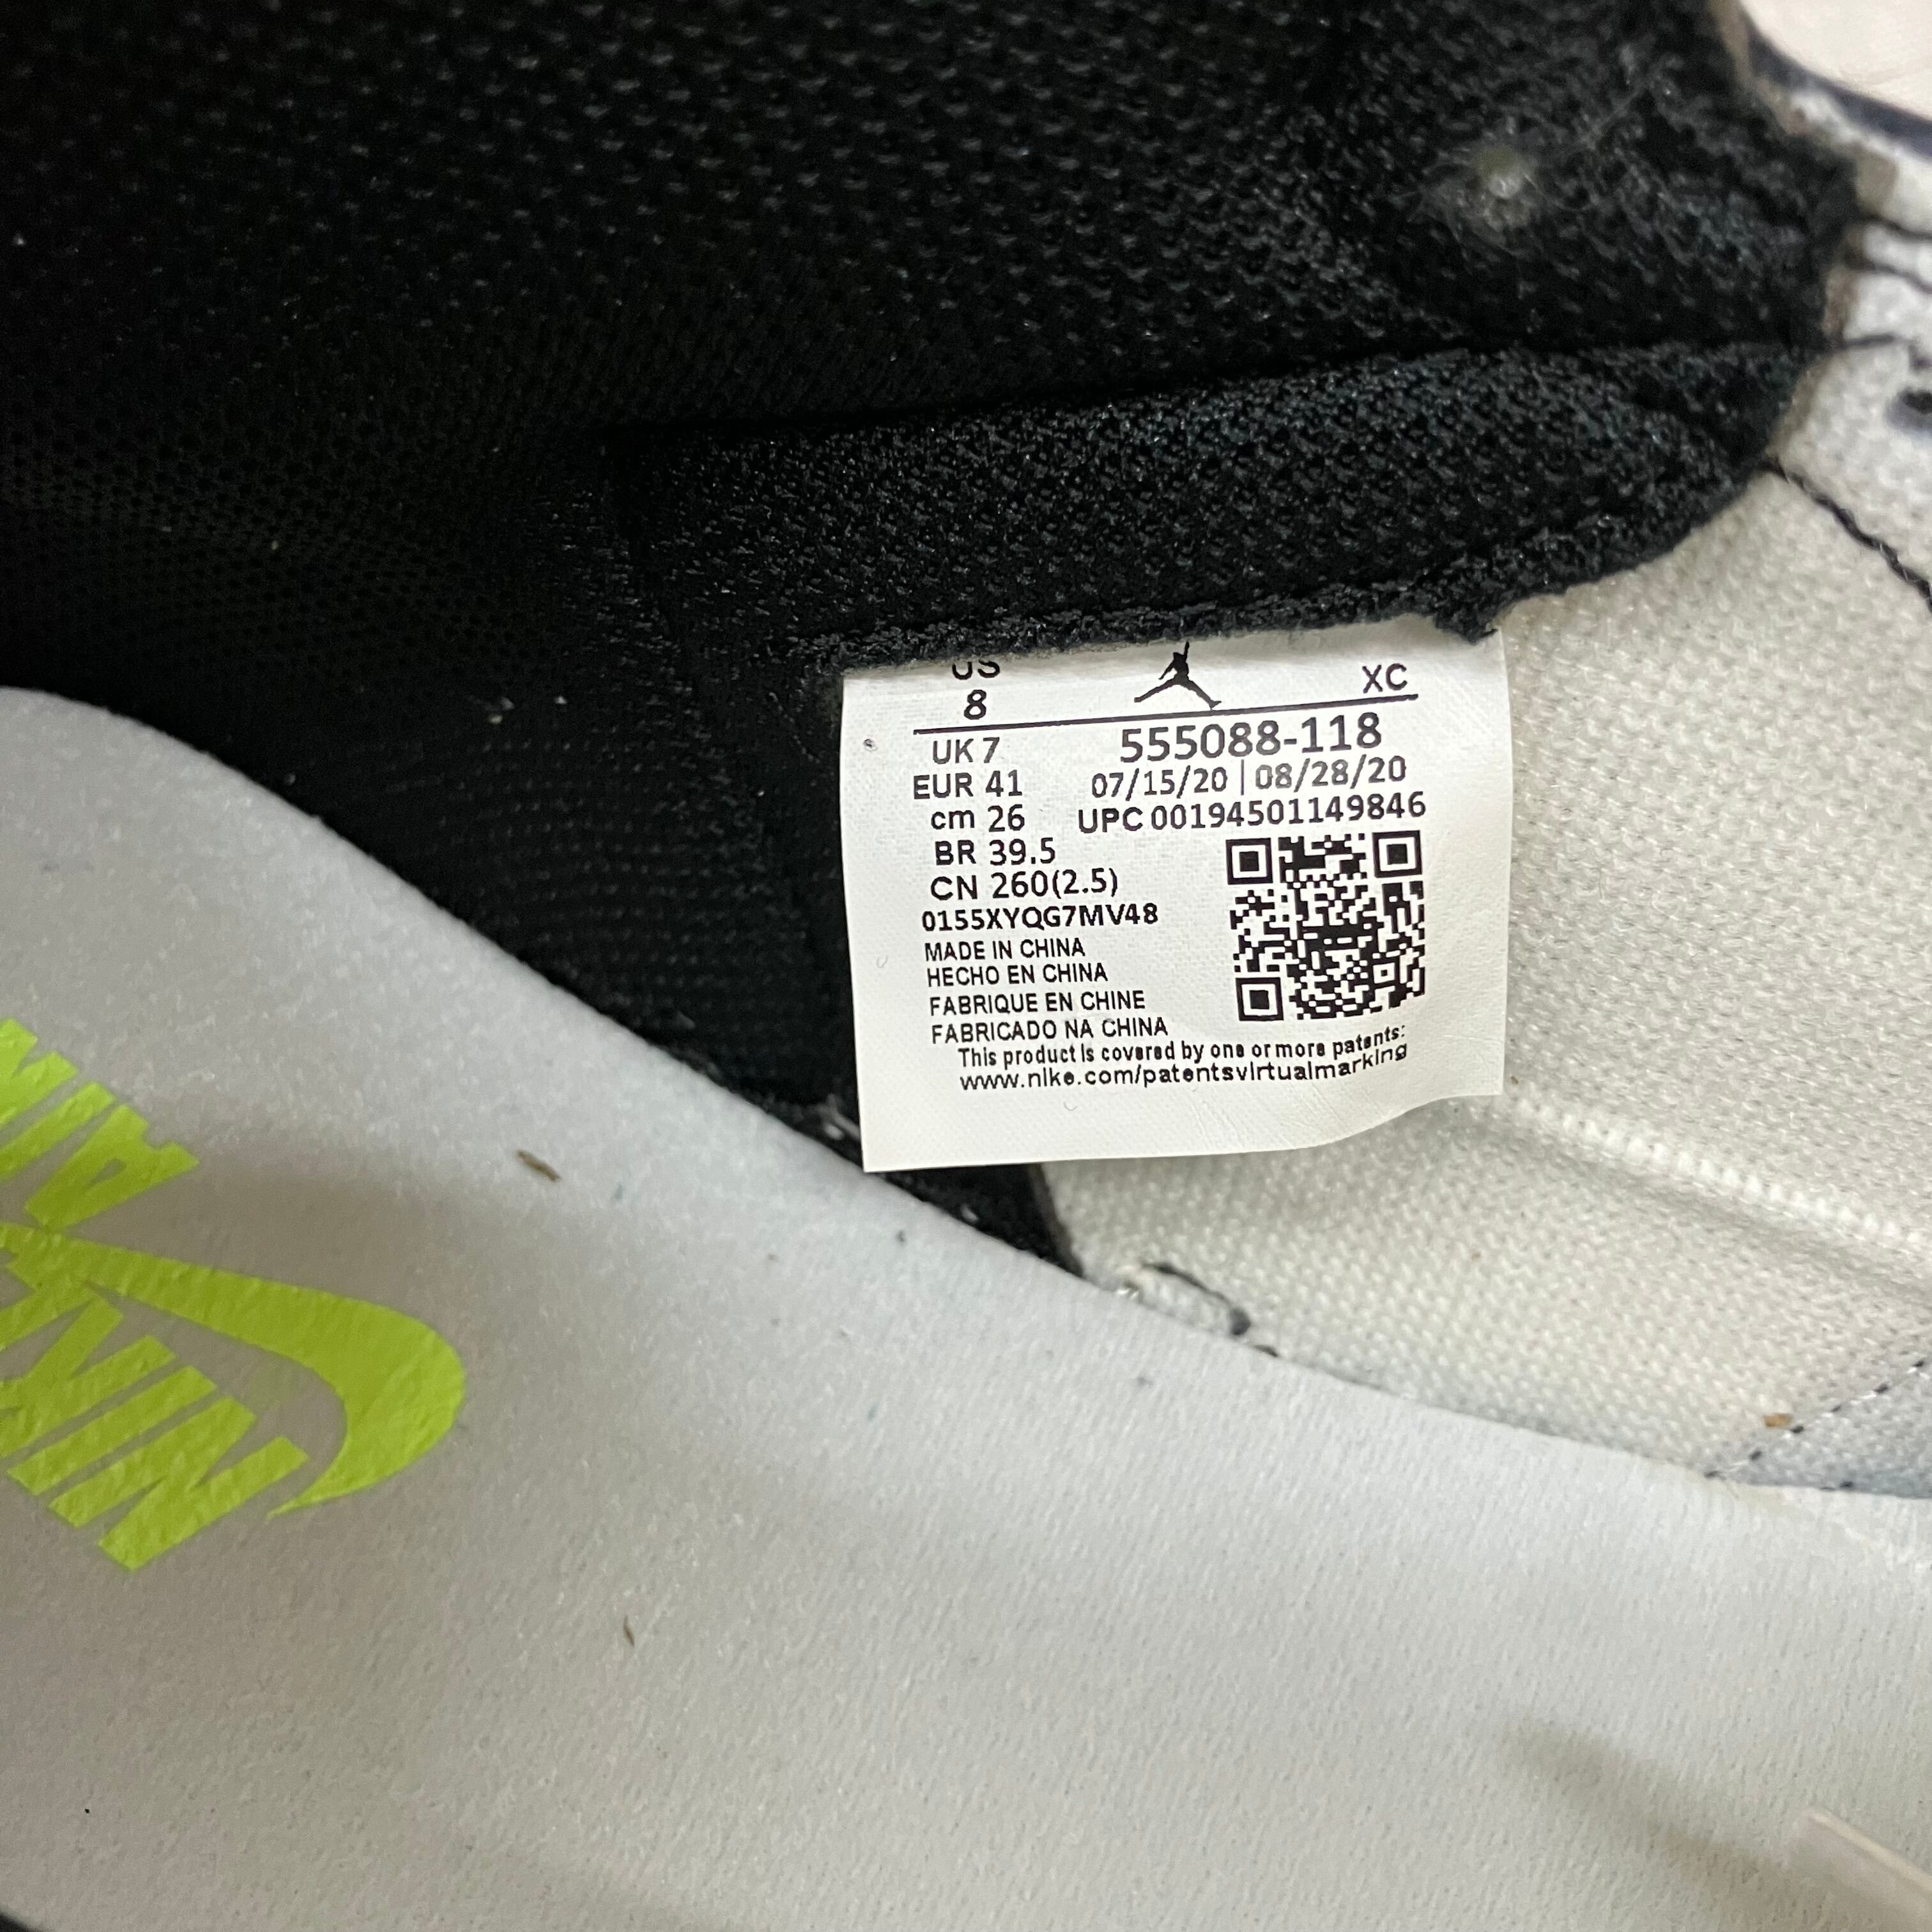 US
8
XC
UK 7
555088-118
EUR 41
07/15/20 | 08/28/20
cm 26
UPC 00194501149846
BR 39.5
CN 260(2.5)
0155XYQG7MV48
MADE IN CHINA
HECHO EN CHINA
FABRIQUE EN CHINE
FABRICADO NA CHINA
This product is covered by one or more patents:
www.nike.com/patentsvirtualmarking